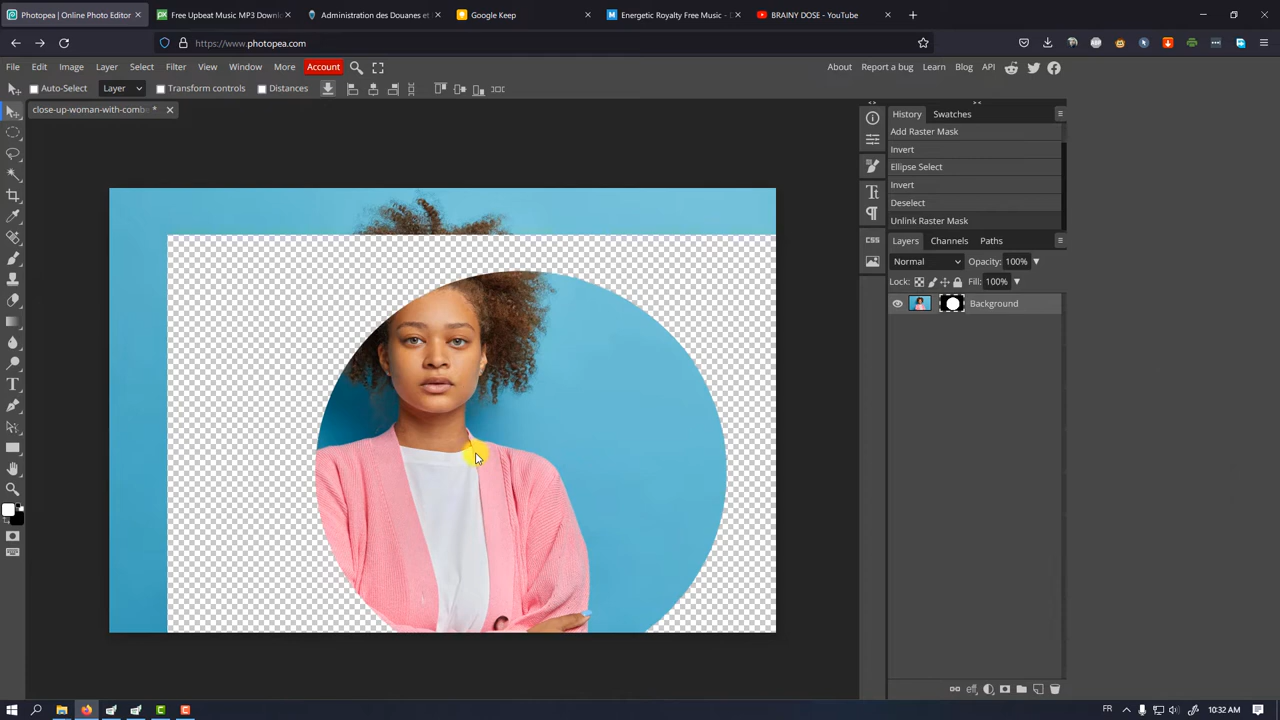 Photopea | Online Photo Editor
Free Upbeat Music MP3 Downl
Administration des Douanes et
Google Keep
Energetic Royalty Free Music - D
BRAINY DOSE - YouTube
https://www.photopea.com
File Edit Image Layer Select Filter View Window More Account
About Report a bug Learn Blog API
Auto-Select Layer Transform controls Distances
close-up-woman-with-combe *
< > > <
History Swatches
Add Raster Mask
Invert
Ellipse Select
Invert
Deselect
Unlink Raster Mask
Layers Channels Paths
Normal Opacity: 100%
Lock: Fill: 100%
Background
CSS
eff
FR 10:32 AM